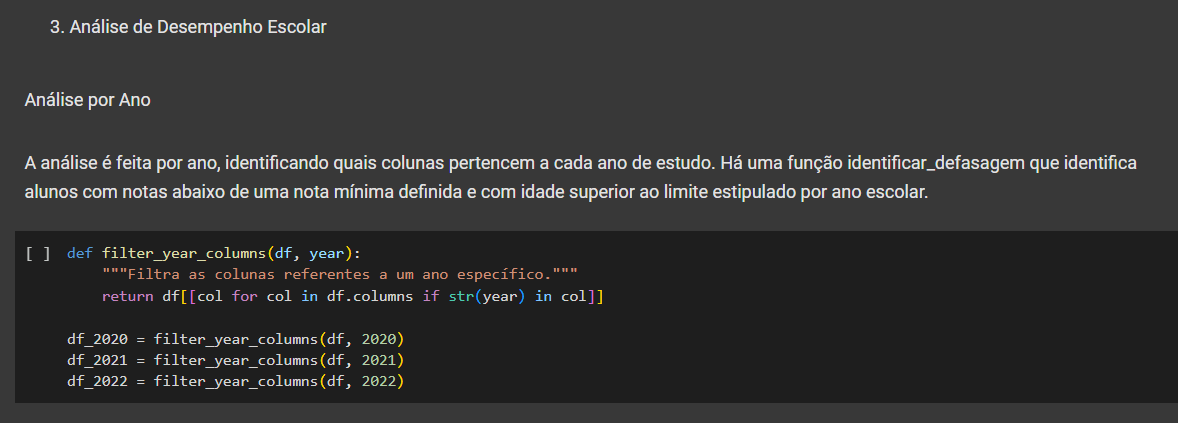 3. Análise de Desempenho Escolar
Análise por Ano
A análise é feita por ano, identificando quais colunas pertencem a cada ano de estudo. Há uma função identificar_defasagem que identifica
alunos com notas abaixo de uma nota mínima definida e com idade superior ao limite estipulado por ano escolar.
[ ] def filter_year_columns(df, year):
    """Filtra as colunas referentes a um ano específico."""
    return df[[col for col in df.columns if str(year) in col]]
df_2020 = filter_year_columns(df, 2020)
df_2021 = filter_year_columns(df, 2021)
df_2022 = filter_year_columns(df, 2022)